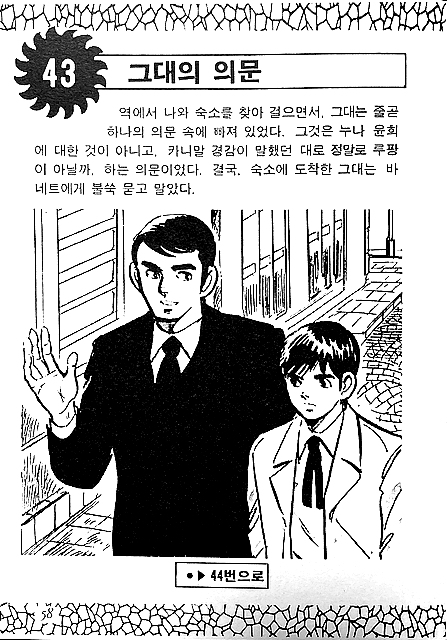 43
그대의 의문
역에서 나와 숙소를 찾아 걸으면서, 그대는 줄곧
하나의 의문 속에 빠져 있었다. 그것은 누나 윤희
에 대한 것이 아니고, 카니말 경감이 말했던 대로 정말로 루팡
이 아닐까, 하는 의문이었다. 결국, 숙소에 도착한 그대는 바
네트에게 불쑥 묻고 말았다.
●▶ 44번으로
58